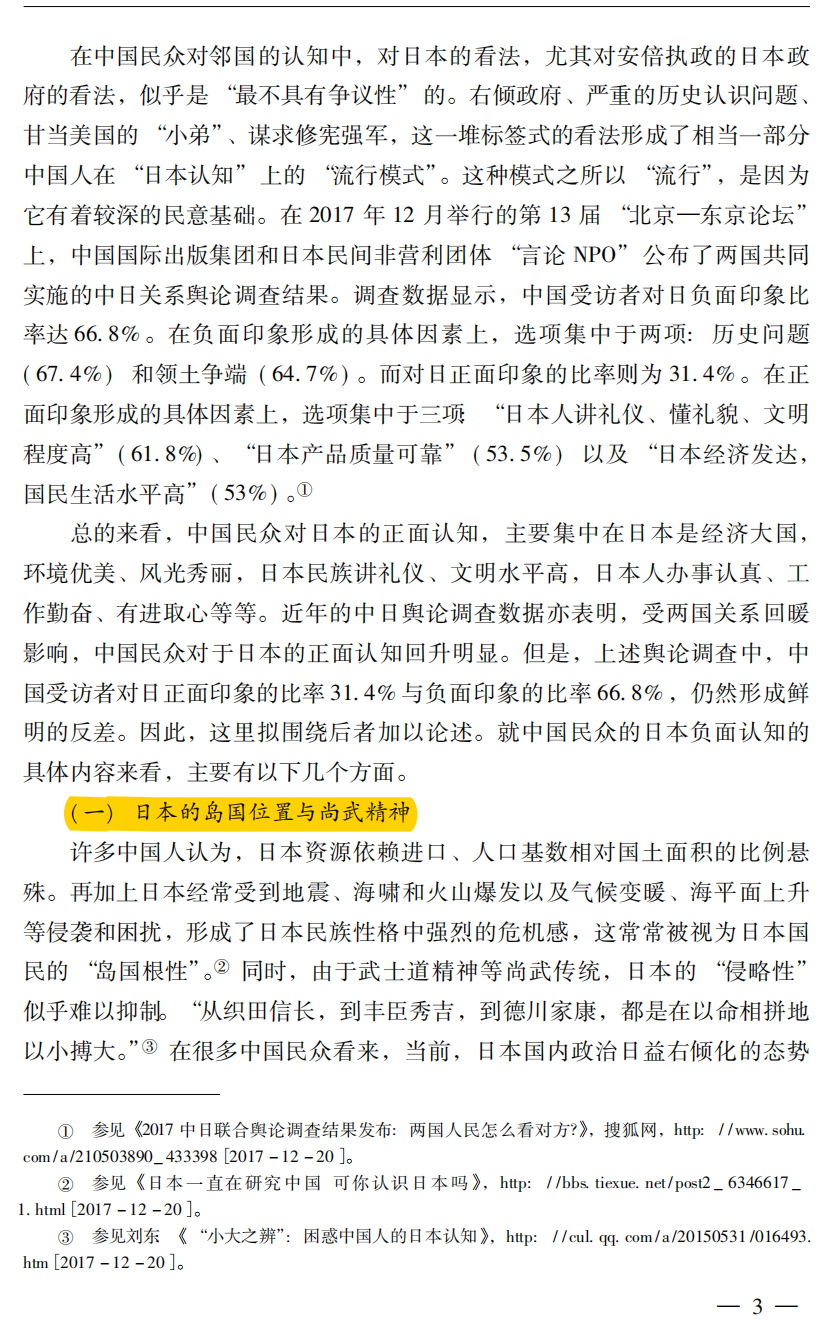 在中国民众对邻国的认知中，对日本的看法，尤其对安倍执政的日本政
府的看法，似乎是“最不具有争议性”的。右倾政府、严重的历史认识问题、
甘当美国的“小弟”、谋求修宪强军，这一堆标签式的看法形成了相当一部分
中国人在“日本认知”上的“流行模式”。这种模式之所以“流行”，是因为
它有着较深的民意基础。在2017年12月举行的第13届“北京—东京论坛”
上，中国国际出版集团和日本民间非营利团体“言论NPO”公布了两国共同
实施的中日关系舆论调查结果。调查数据显示，中国受访者对日负面印象比
率达66.8%。在负面印象形成的具体因素上，选项集中于两项：历史问题
(67.4%) 和领土争端 (64.7%)。而对日正面印象的比率则为31.4%。在正
面印象形成的具体因素上，选项集中于三项：“日本人讲礼仪、懂礼貌、文明
程度高”(61.8%)、“日本产品质量可靠”(53.5%) 以及“日本经济发达，
国民生活水平高”(53%)。①
总的来看，中国民众对日本的正面认知，主要集中在日本是经济大国，
环境优美、风光秀丽，日本民族讲礼仪、文明水平高，日本人办事认真、工
作勤奋、有进取心等等。近年的中日舆论调查数据亦表明，受两国关系回暖
影响，中国民众对于日本的正面认知回升明显。但是，上述舆论调查中，中
国受访者对日正面印象的比率31.4%与负面印象的比率66.8%，仍然形成鲜
明的反差。因此，这里拟围绕后者加以论述。就中国民众的日本负面认知的
具体内容来看，主要有以下几个方面。
(一) 日本的岛国位置与尚武精神
许多中国人认为，日本资源依赖进口、人口基数相对国土面积的比例悬
殊。再加上日本经常受到地震、海啸和火山爆发以及气候变暖、海平面上升
等侵袭和困扰，形成了日本民族性格中强烈的危机感，这常常被视为日本国
民的“岛国根性”。② 同时，由于武士道精神等尚武传统，日本的“侵略性”
似乎难以抑制。“从织田信长，到丰臣秀吉，到德川家康，都是在以命相拼地
以小搏大。”③ 在很多中国民众看来，当前，日本国内政治日益右倾化的态势
① 参见《2017中日联合舆论调查结果发布：两国人民怎么看对方?》，搜狐网，http://www.sohu.
com/a/210503890_433398 [2017-12-20]。
② 参见《日本一直在研究中国 可你认识日本吗》，http://bbs.tiexue.net/post2_6346617_
1.html [2017-12-20]。
③ 参见刘东：《“小大之辨”：困惑中国人的日本认知》，http://cul.qq.com/a/20150531/016493.
htm [2017-12-20]。
— 3 —